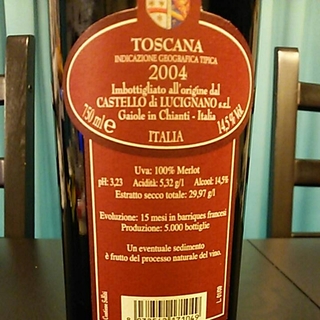 TOSCANA
INDICAZIONE GEOGRAFICA TIPICA
2004
Imbottigliato all'origine dal
CASTELLO di LUCIGNANO s.r.l.
Gaiole in Chianti - Italia
750 ml e
14,5% Vol
ITALIA
Uva: 100% Merlot
pH: 3,23 Acidità: 5,32 g/l Alcool: 14,5%
Estratto secco totale: 29,97 g/l
Evoluzione: 15 mesi in barriques francesi
Produzione: 5.000 bottiglie
Un eventuale sedimento
è frutto del processo naturale del vino.